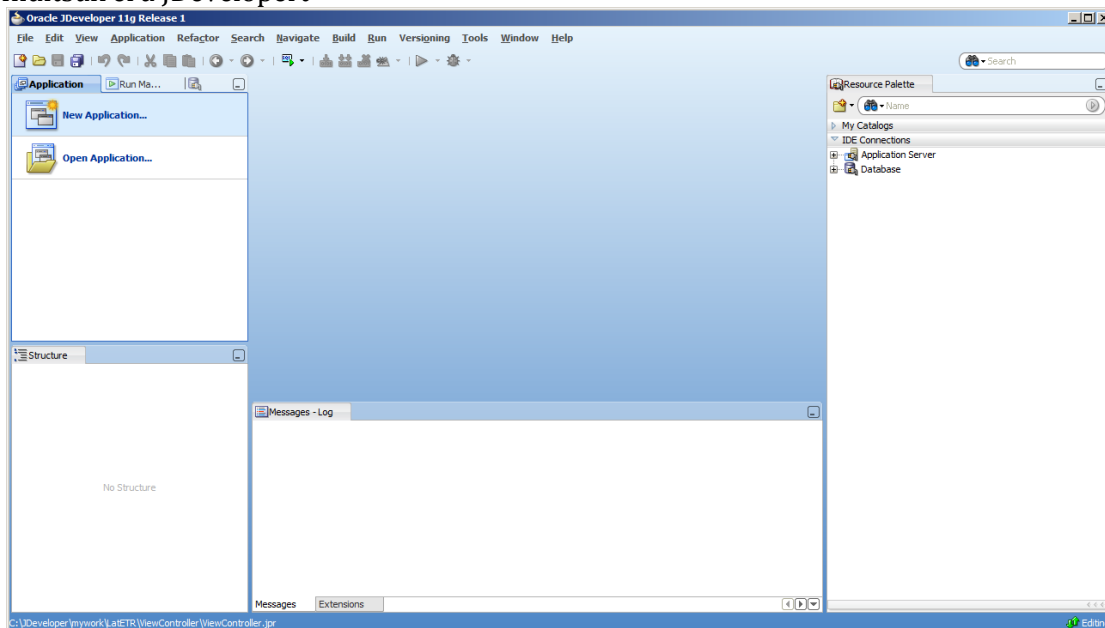 Oracle JDeveloper 11g Release 1
File Edit View Application Refactor Search Navigate Build Run Versioning Tools Window Help
Search
Application Run Ma...
Resource Palette
New Application...
Name
My Catalogs
IDE Connections
Open Application...
Application Server
Database
Structure
Messages - Log
No Structure
Messages Extensions
C:\JDeveloper\mywork\LatETR\ViewController\ViewController.jpr
Editin